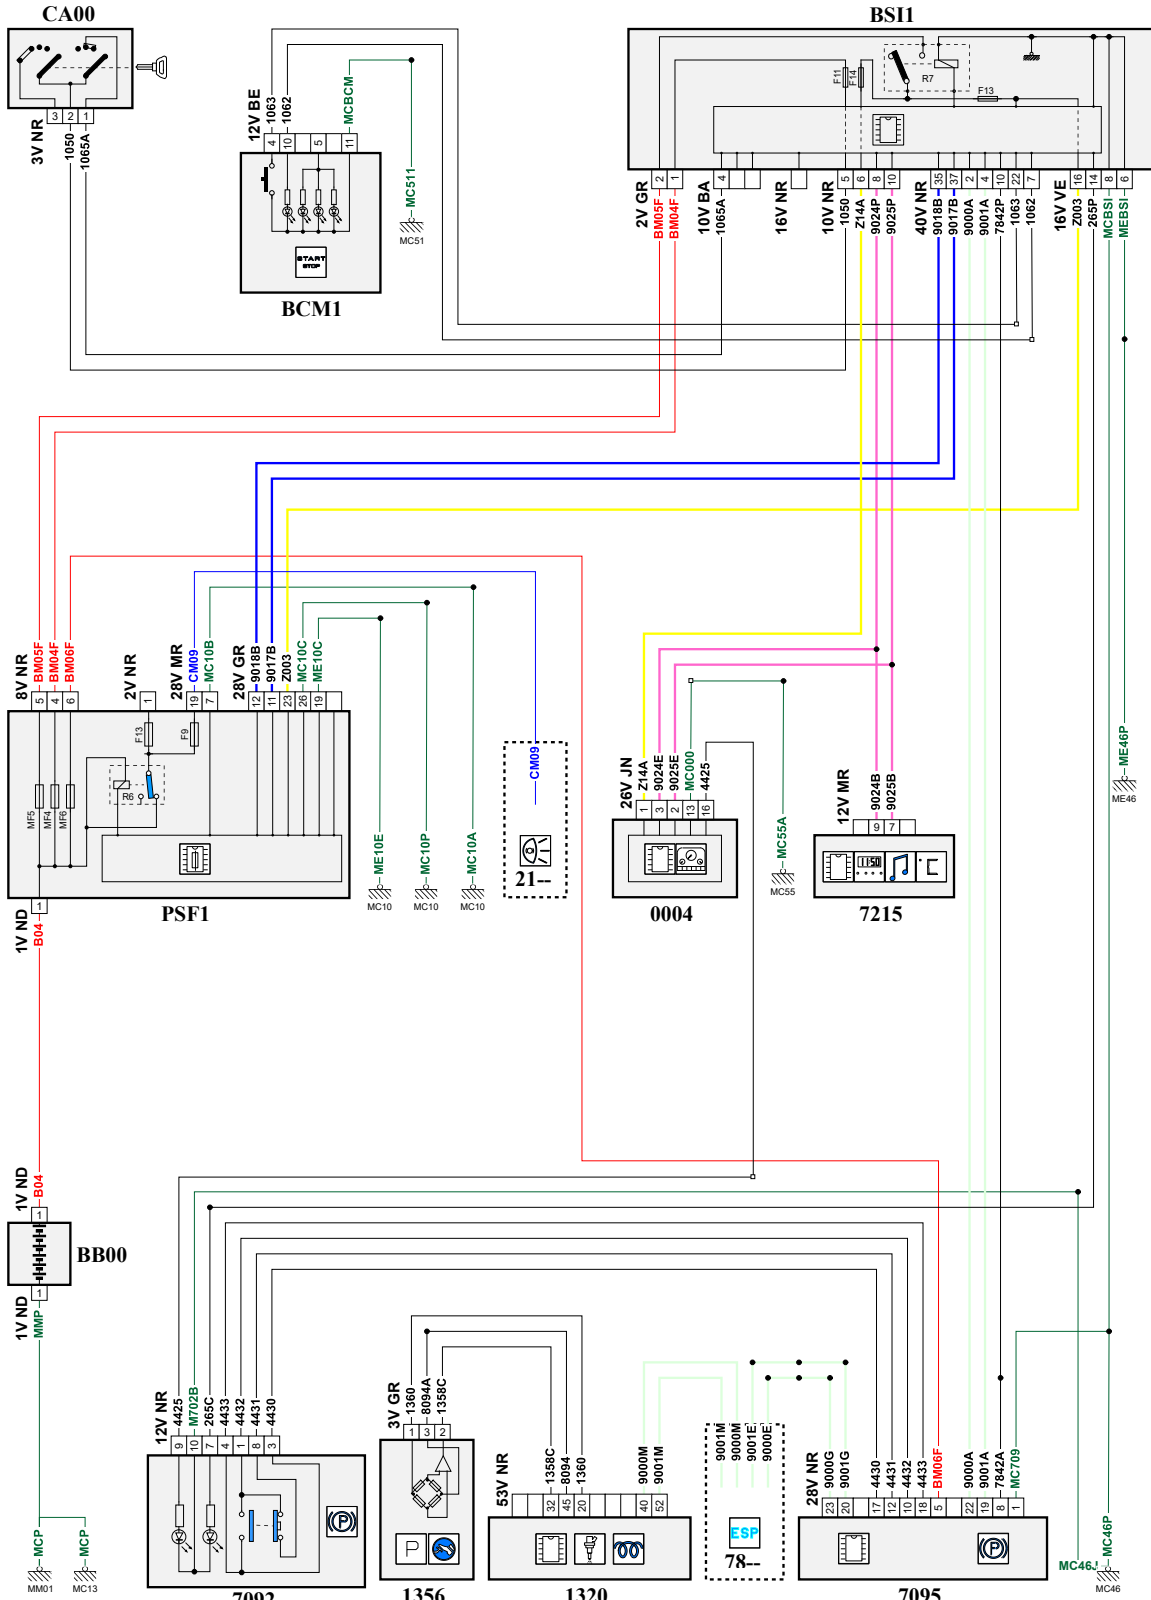 CA00
BSI1
3 2 1
3V NR
1050
1065A
12V BE
1063
1062
MCBCM
4 10 5 11
MC511
MC51
START
STOP
BCM1
F11
F14
R7
F13
2 1 4 5 6 8 10 35 37 2 4 10 22 7 16 14 8 6
2V GR
BM05F
BM04F
10V BA
1065A
16V NR
10V NR
1050
Z14A
9024P
9025P
40V NR
9018B
9017B
9000A
9001A
7842P
1063
1062
16V VE
Z003
265P
MCBSI
MEBSI
8V NR
BM05F
BM04F
BM06F
2V NR
28V MR
CM09
MC10B
28V GR
9018B
9017B
Z003
MC10C
ME10C
5 4 6 1 19 7 12 11 23 26 19
F13
F9
R6
MF5
MF4
MF6
PSF1
1
1V ND
B04
ME10E
MC10P
MC10A
MC10
MC10
MC10
CM09
21--
26V JN
Z14A
9024E
9025E
MC000
4425
1 3 2 13 16
0004
MC55A
MC55
12V MR
9024B
9025B
9 7
1150
°C
7215
ME46P
ME46
1V ND
B04
1
BB00
1
1V ND
MMP
MCP
MCP
MM01
MC13
12V NR
4425
M702B
265C
4433
4432
4431
4430
9 10 7 4 1 8 3
(P)
7092
3V GR
1360
8094A
1358C
1 3 2
P
1356
53V NR
1358C
8094
1360
9000M
9001M
32 45 20 40 52
1320
9001M
9000M
9001E
9000E
ESP
78--
28V NR
9000G
9001G
4430
4431
4432
4433
BM06F
9000A
9001A
7842A
MC709
23 20 17 12 10 18 5 22 19 8 1
(P)
7095
MC46P
MC46